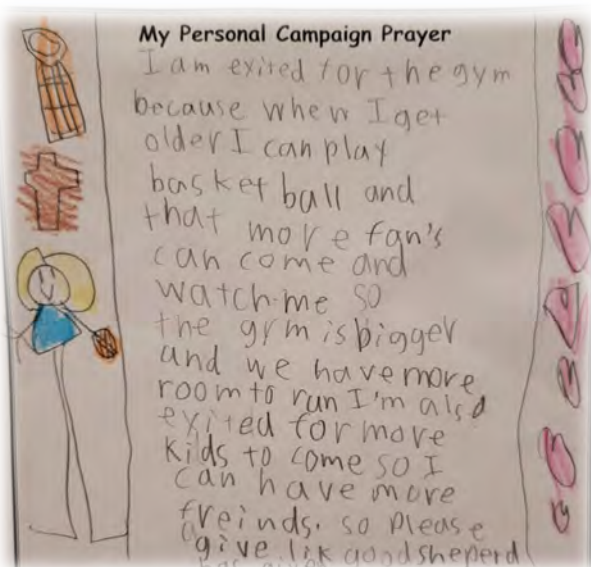 My Personal Campaign Prayer
I am exited for the gym
because when I get
older I can play
basket ball and
that more fan's
can come and
watch me so
the gym is bigger
and we have more
room to run I'm also
exited for more
kids to come so I
can have more
freinds. so please
give lik good sheperd